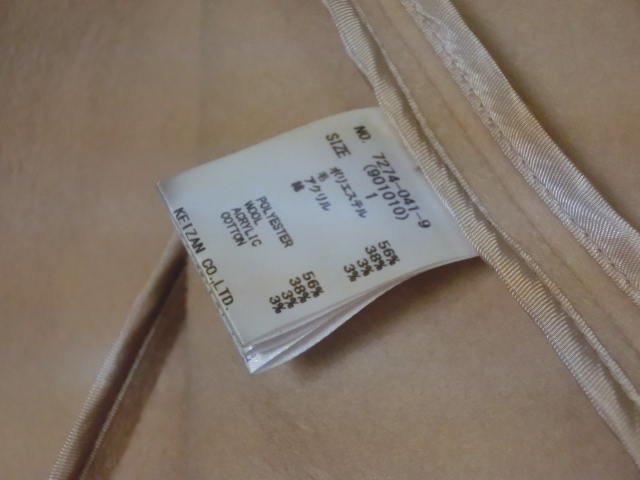 NO. 7274-041-9
(901010)
SIZE 1
ポリエステル 56%
毛 38%
アクリル 3%
綿 3%
POLYESTER 56%
WOOL 38%
ACRYLIC 3%
COTTON 3%
KEIZAN CO.,LTD.